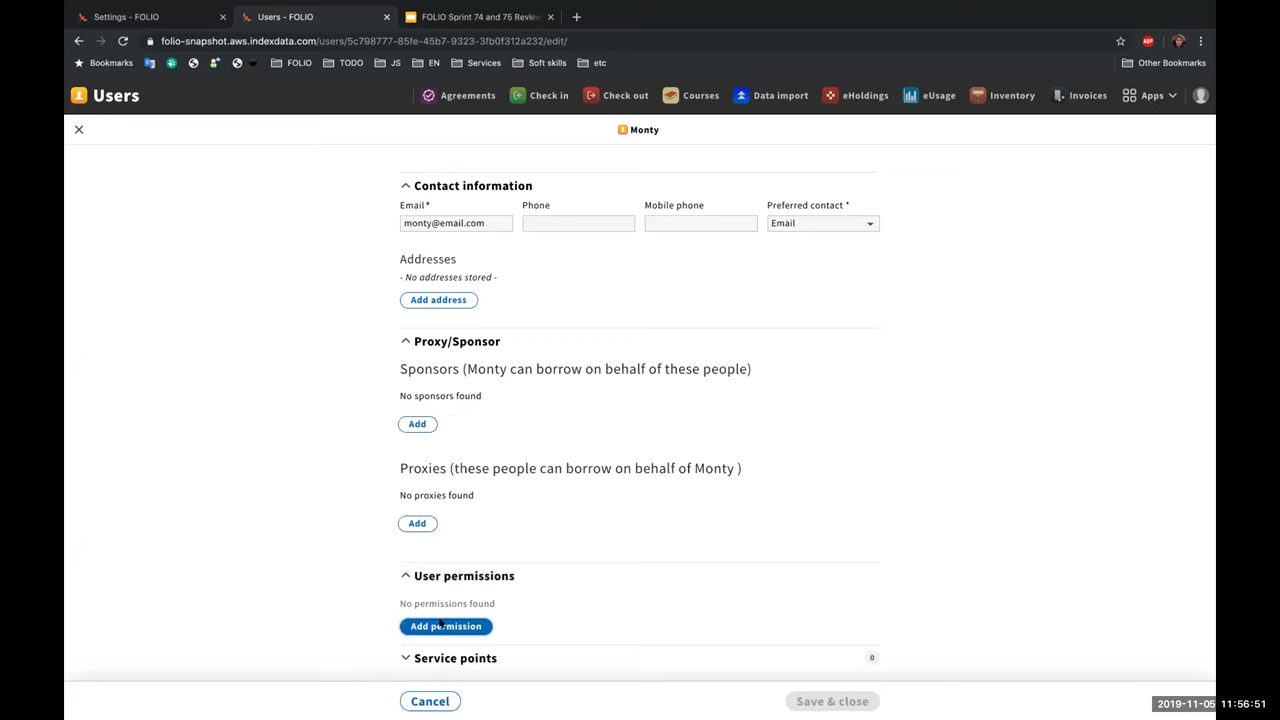 Settings - FOLIO
Users - FOLIO
FOLIO Sprint 74 and 75 Review
folio-snapshot.aws.indexdata.com/users/5c798777-85fe-45b7-9323-3fb0f312a232/edit/
ABP
Bookmarks
FOLIO
TODO
JS
EN
Services
Soft skills
etc
Other Bookmarks
Users
Agreements
Check in
Check out
Courses
Data import
eHoldings
eUsage
Inventory
Invoices
Apps
Monty
Contact information
Email* Phone Mobile phone Preferred contact *
monty@email.com Email
Addresses
- No addresses stored -
Add address
Proxy/Sponsor
Sponsors (Monty can borrow on behalf of these people)
No sponsors found
Add
Proxies (these people can borrow on behalf of Monty )
No proxies found
Add
User permissions
No permissions found
Add permission
Service points 0
Cancel Save & close
2019-11-05 11:56:51